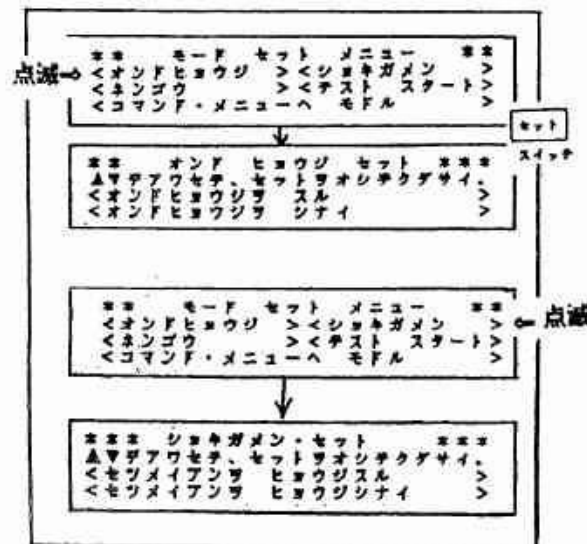 ** モード セット メニュー **
点滅⇨ <オンドヒョウジ ><ショキガメン >
<ネンゴウ ><テスト スタート>
<コマンド・メニューヘ モドル >
セット
スイッチ
** オンド ヒョウジ セット ***
▲▼デアワセテ、セットヲオシテクダサイ。
<オンドヒョウジヲ スル >
<オンドヒョウジヲ シナイ >
** モード セット メニュー **
<オンドヒョウジ ><ショキガメン > ⇦ 点滅
<ネンゴウ ><テスト スタート>
<コマンド・メニューヘ モドル >
*** ショキガメン・セット ***
▲▼デアワセテ、セットヲオシテクダサイ。
<セツメイアンヲ ヒョウジスル >
<セツメイアンヲ ヒョウジシナイ >